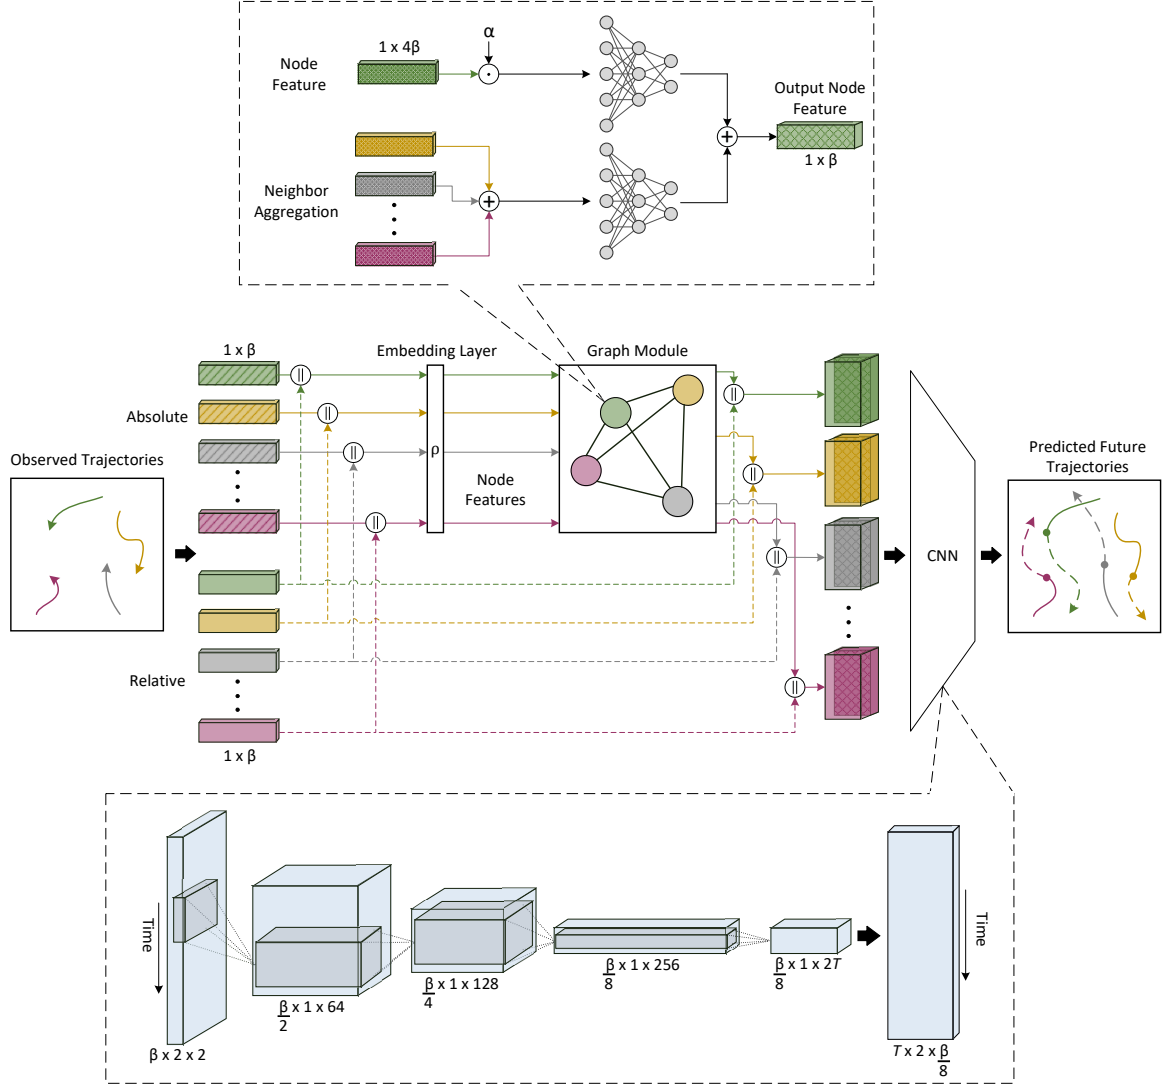 α
1 x 4β
Node
Feature
Output Node
Feature
1 x β
Neighbor
Aggregation
1 x β
Embedding Layer
Graph Module
Absolute
ρ
Node
Features
Observed Trajectories
Predicted Future
Trajectories
CNN
Relative
1 x β
Time
β x 2 x 2
β/2 x 1 x 64
β/4 x 1 x 128
β/8 x 1 x 256
β/8 x 1 x 2T
Time
T x 2 x β/8